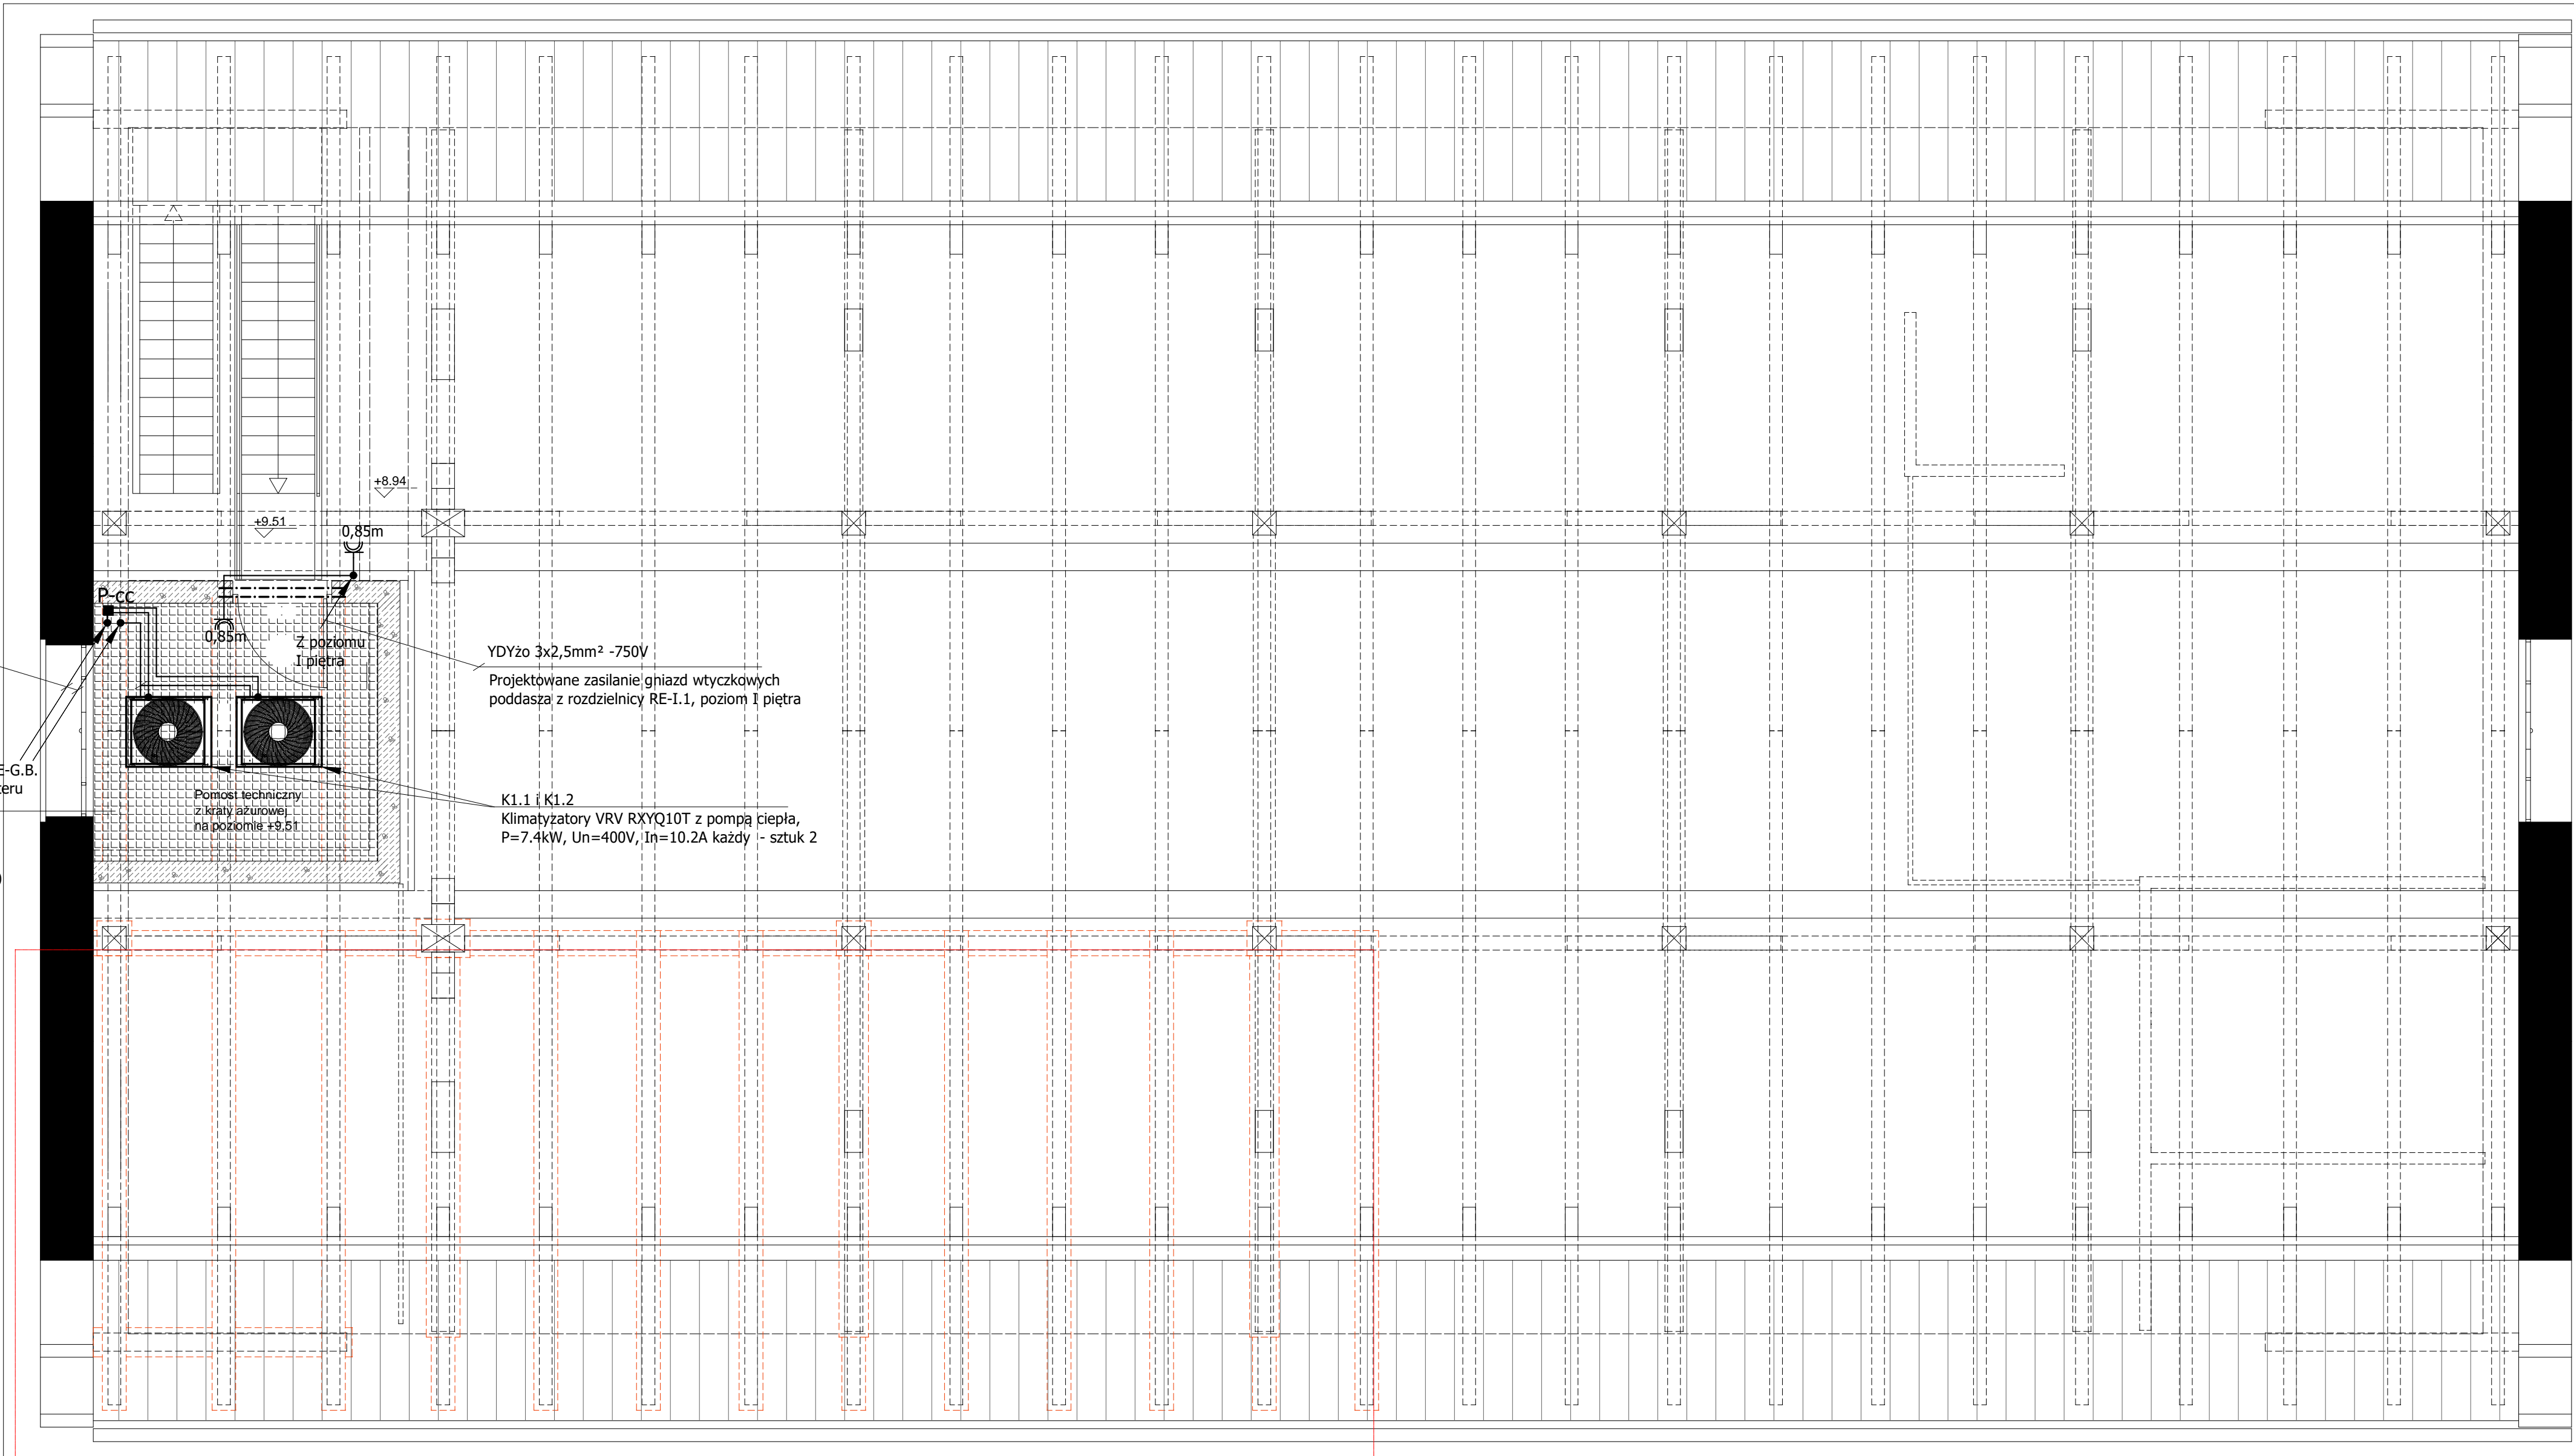 +8.94
+9.51
0,85m
P-cc
0,85m
Z poziomu
I piętra
YDYżo 3x2,5mm² -750V
Projektowane zasilanie gniazd wtyczkowych
poddasza z rozdzielnicy RE-I.1, poziom I piętra
E-G.B.
teru
Pomost techniczny
z kraty ażurowej
na poziomie +9,51
K1.1 i K1.2
Klimatyzatory VRV RXYQ10T z pompą ciepła,
P=7.4kW, Un=400V, In=10.2A każdy - sztuk 2
)